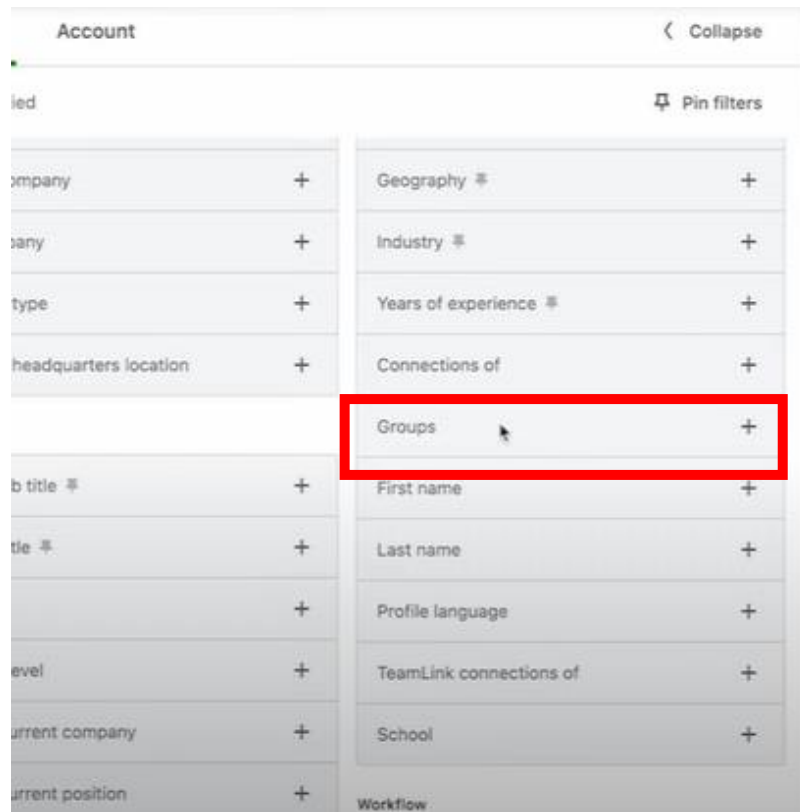 Account
Collapse
ied
Pin filters
ompany
any
type
headquarters location
b title
tle
evel
urrent company
urrent position
Geography
Industry
Years of experience
Connections of
Groups
First name
Last name
Profile language
TeamLink connections of
School
Workflow